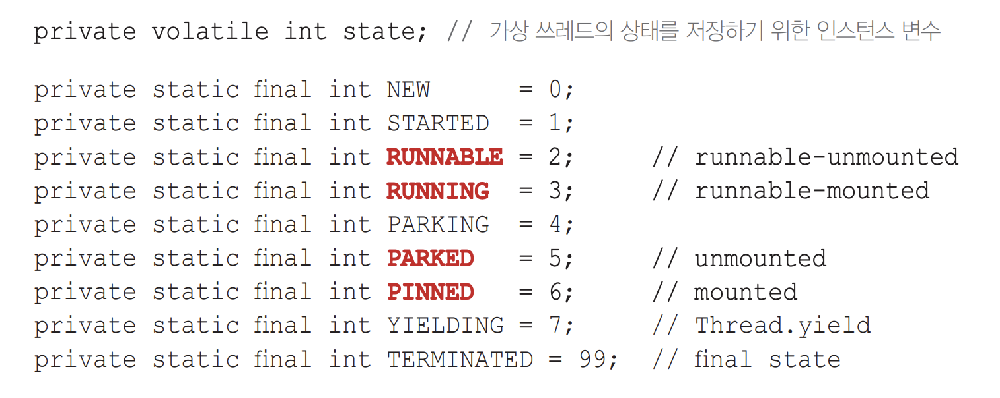 private volatile int state; // 가상 쓰레드의 상태를 저장하기 위한 인스턴스 변수
private static final int NEW = 0;
private static final int STARTED = 1;
private static final int RUNNABLE = 2; // runnable-unmounted
private static final int RUNNING = 3; // runnable-mounted
private static final int PARKING = 4;
private static final int PARKED = 5; // unmounted
private static final int PINNED = 6; // mounted
private static final int YIELDING = 7; // Thread.yield
private static final int TERMINATED = 99; // final state